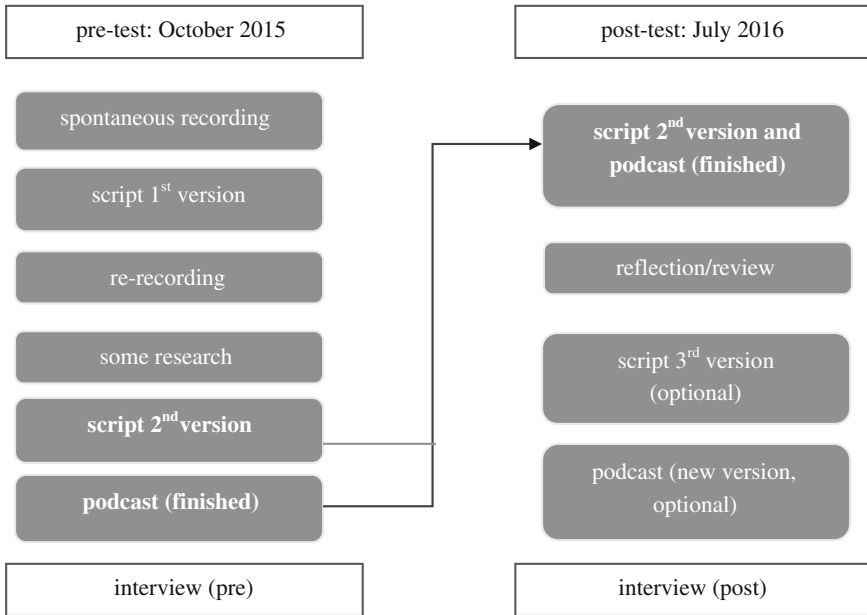 pre-test: October 2015
spontaneous recording
script 1st version
re-recording
some research
script 2nd version
podcast (finished)
interview (pre)
post-test: July 2016
script 2nd version and
podcast (finished)
reflection/review
script 3rd version
(optional)
podcast (new version,
optional)
interview (post)